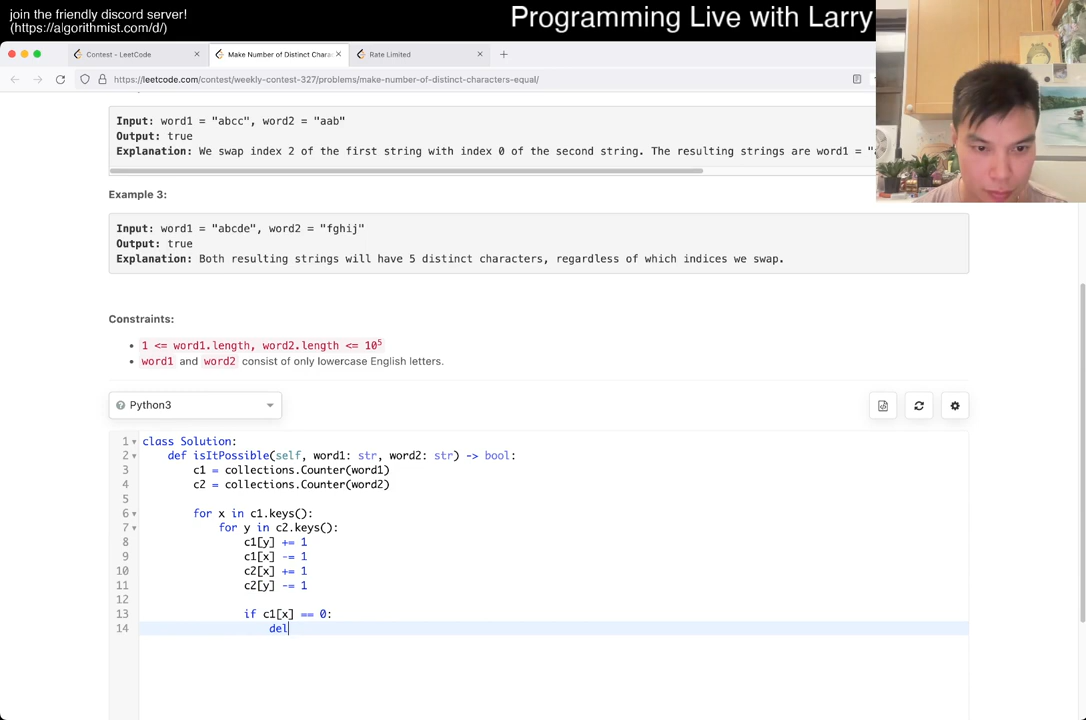 join the friendly discord server!
(https://algorithmist.com/d/)
Programming Live with Larry
Contest - LeetCode
Make Number of Distinct Chara
Rate Limited
https://leetcode.com/contest/weekly-contest-327/problems/make-number-of-distinct-characters-equal/
Input: word1 = "abcc", word2 = "aab"
Output: true
Explanation: We swap index 2 of the first string with index 0 of the second string. The resulting strings are word1 = "
Example 3:
Input: word1 = "abcde", word2 = "fghij"
Output: true
Explanation: Both resulting strings will have 5 distinct characters, regardless of which indices we swap.
Constraints:
• 1 <= word1.length, word2.length <= 10⁵
• word1 and word2 consist of only lowercase English letters.
Python3
1 class Solution:
2 def isItPossible(self, word1: str, word2: str) -> bool:
3 c1 = collections.Counter(word1)
4 c2 = collections.Counter(word2)
5
6 for x in c1.keys():
7 for y in c2.keys():
8 c1[y] += 1
9 c1[x] -= 1
10 c2[x] += 1
11 c2[y] -= 1
12
13 if c1[x] == 0:
14 del